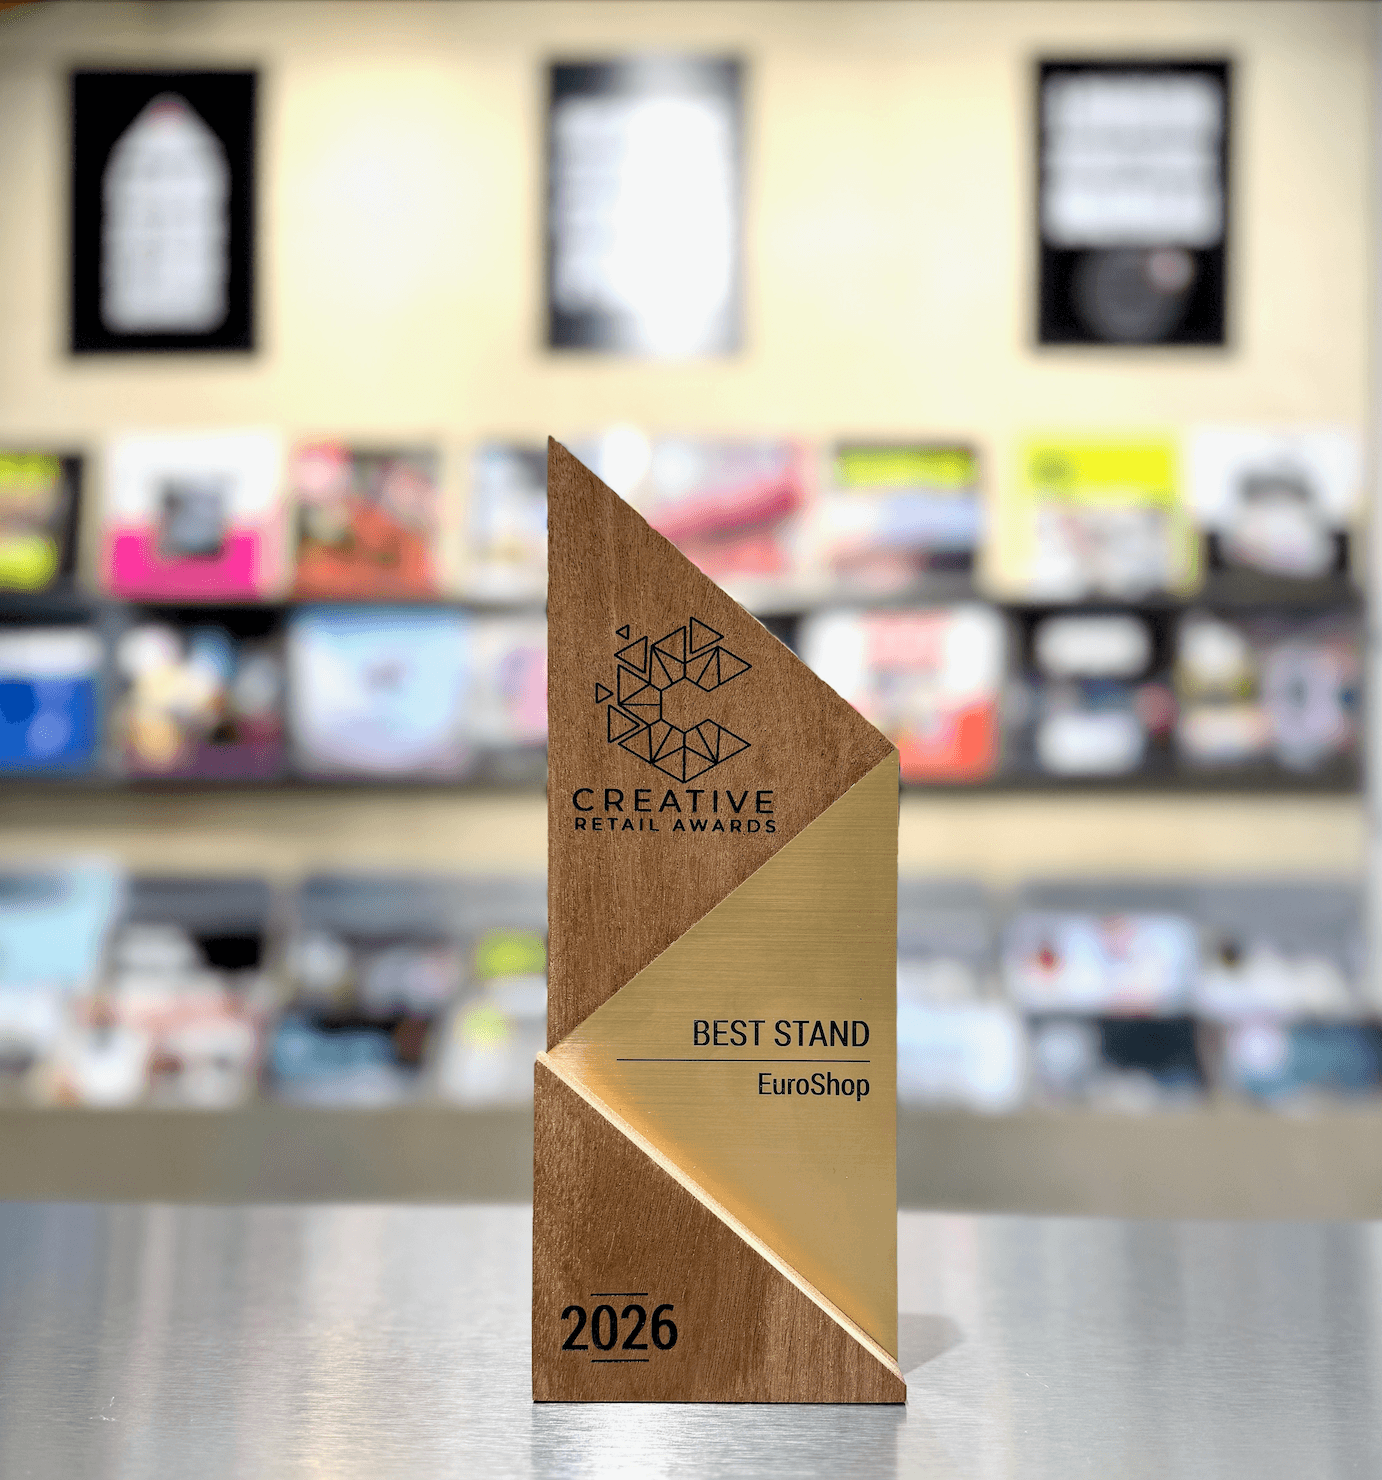 CREATIVE
RETAIL AWARDS
BEST STAND
EuroShop
2026